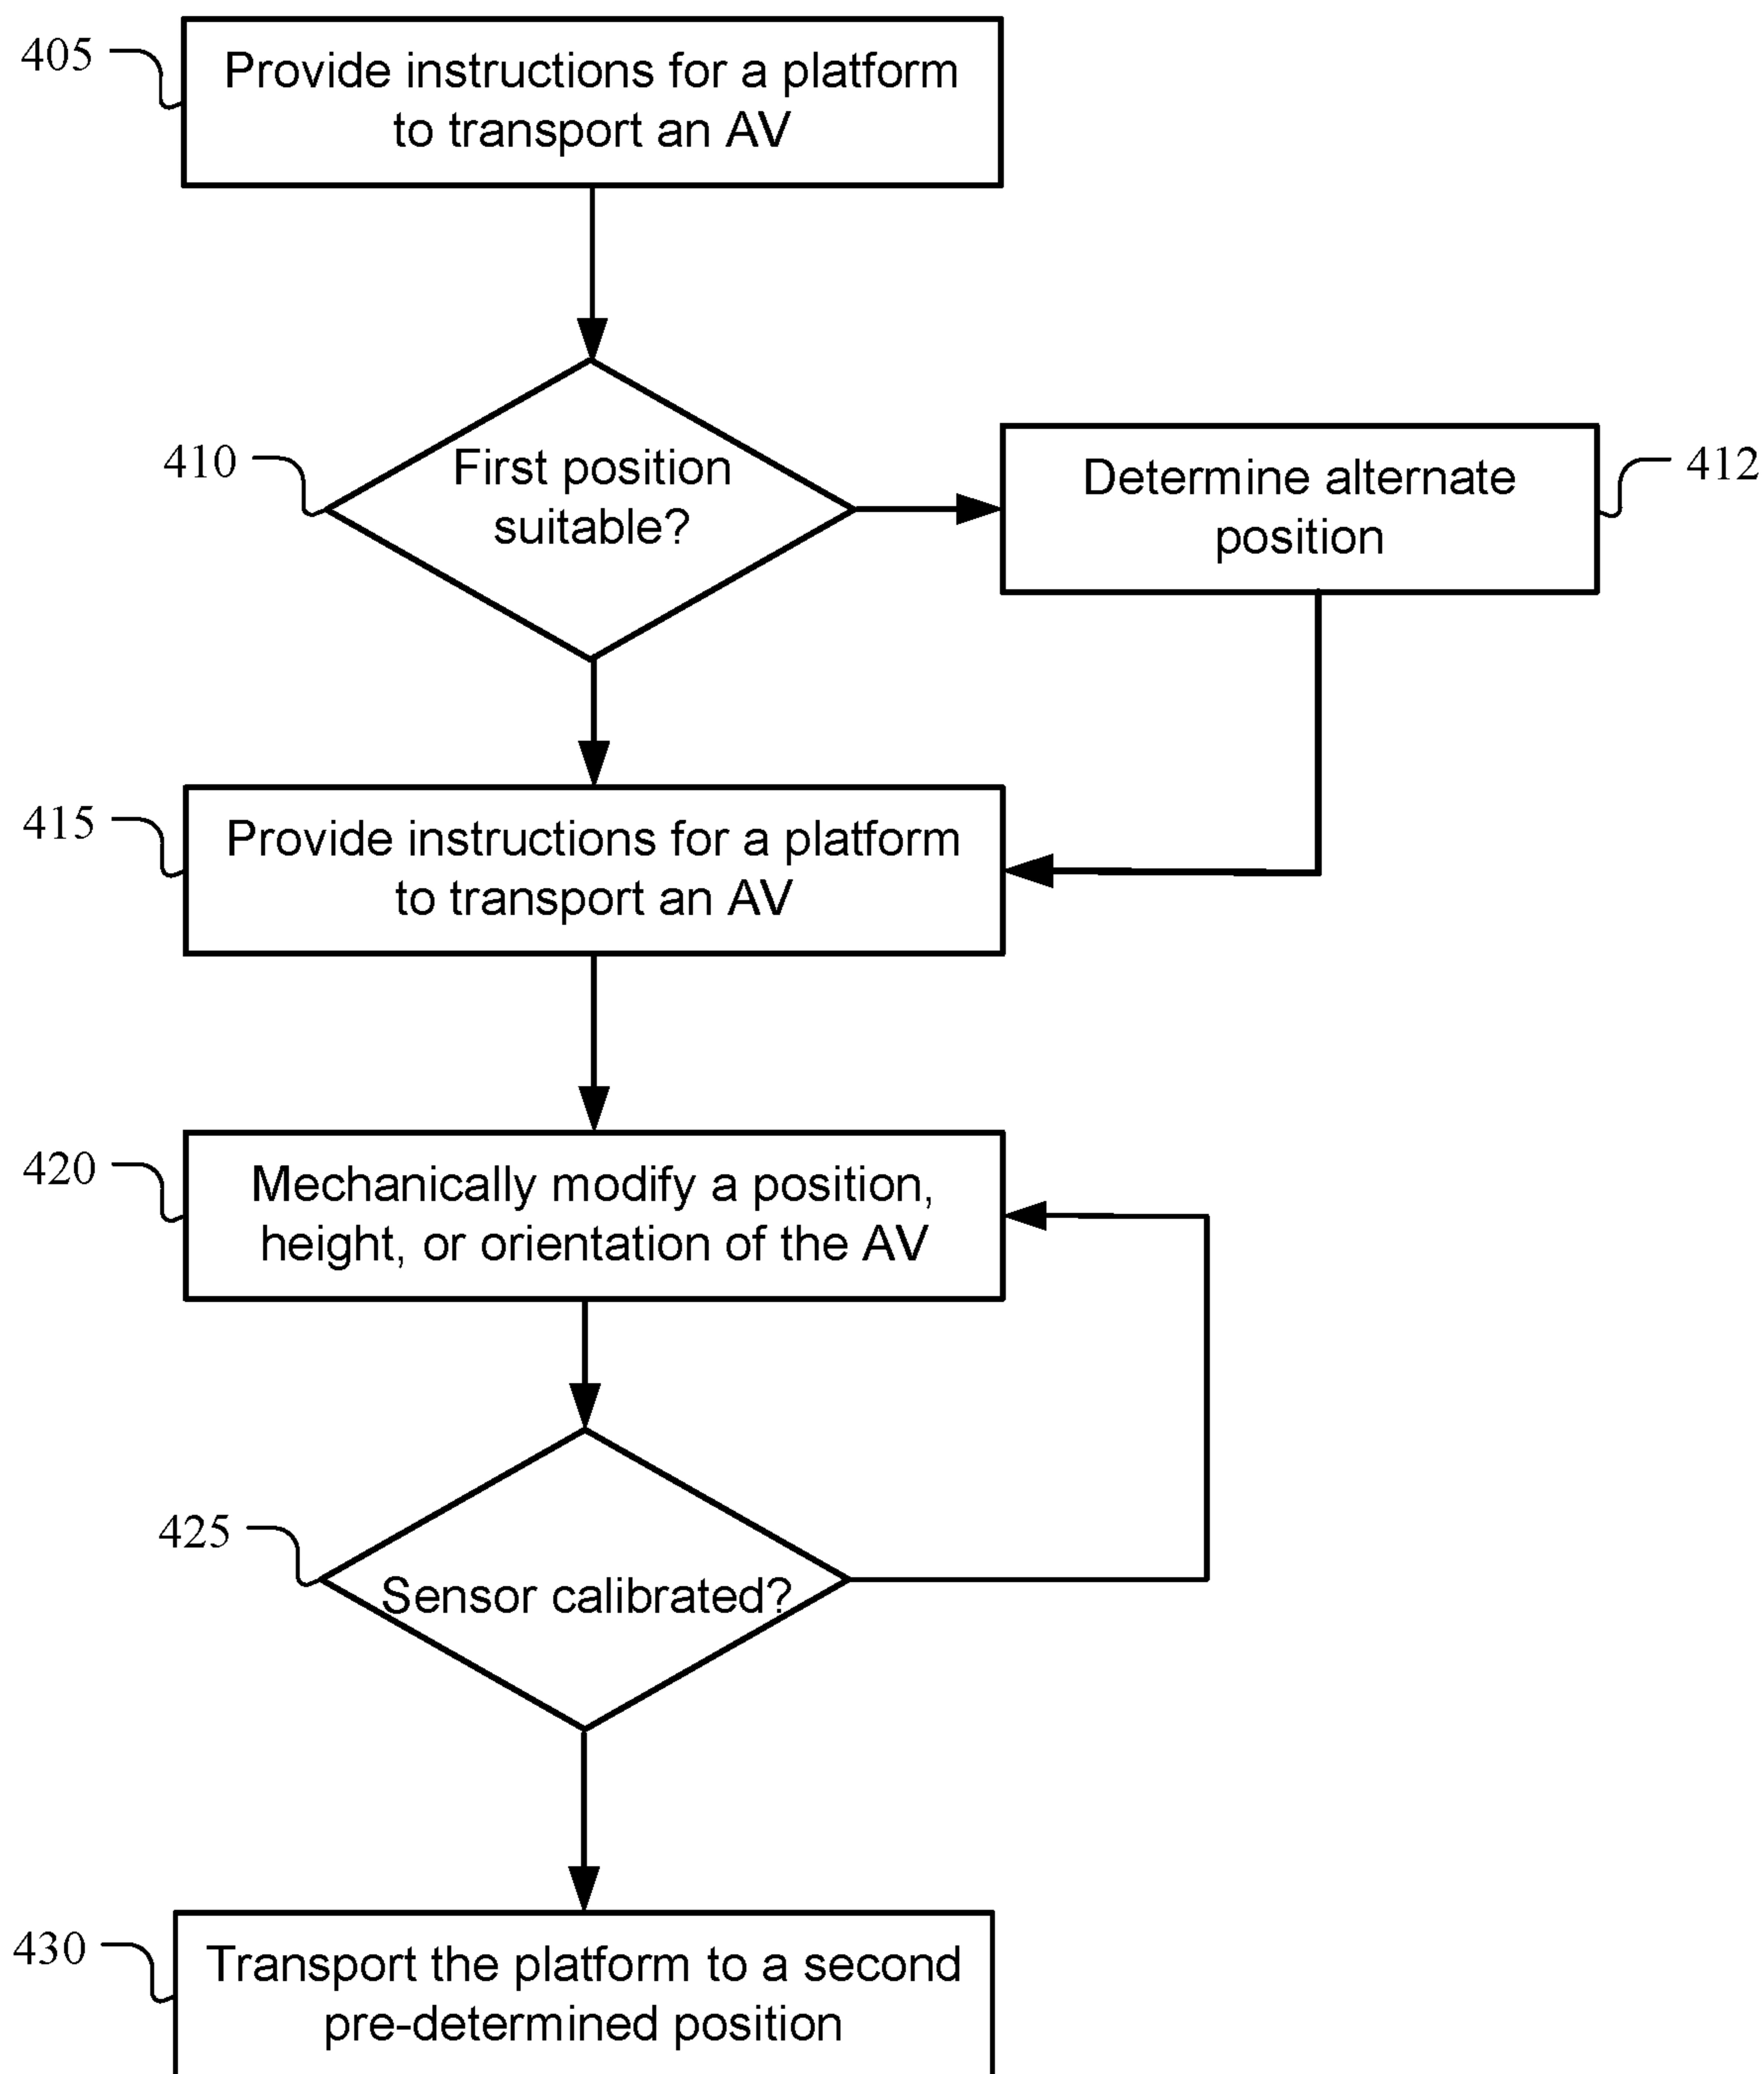 405
Provide instructions for a platform
to transport an AV
410
First position
suitable?
Determine alternate
position
412
415
Provide instructions for a platform
to transport an AV
420
Mechanically modify a position,
height, or orientation of the AV
425
Sensor calibrated?
430
Transport the platform to a second
pre-determined position